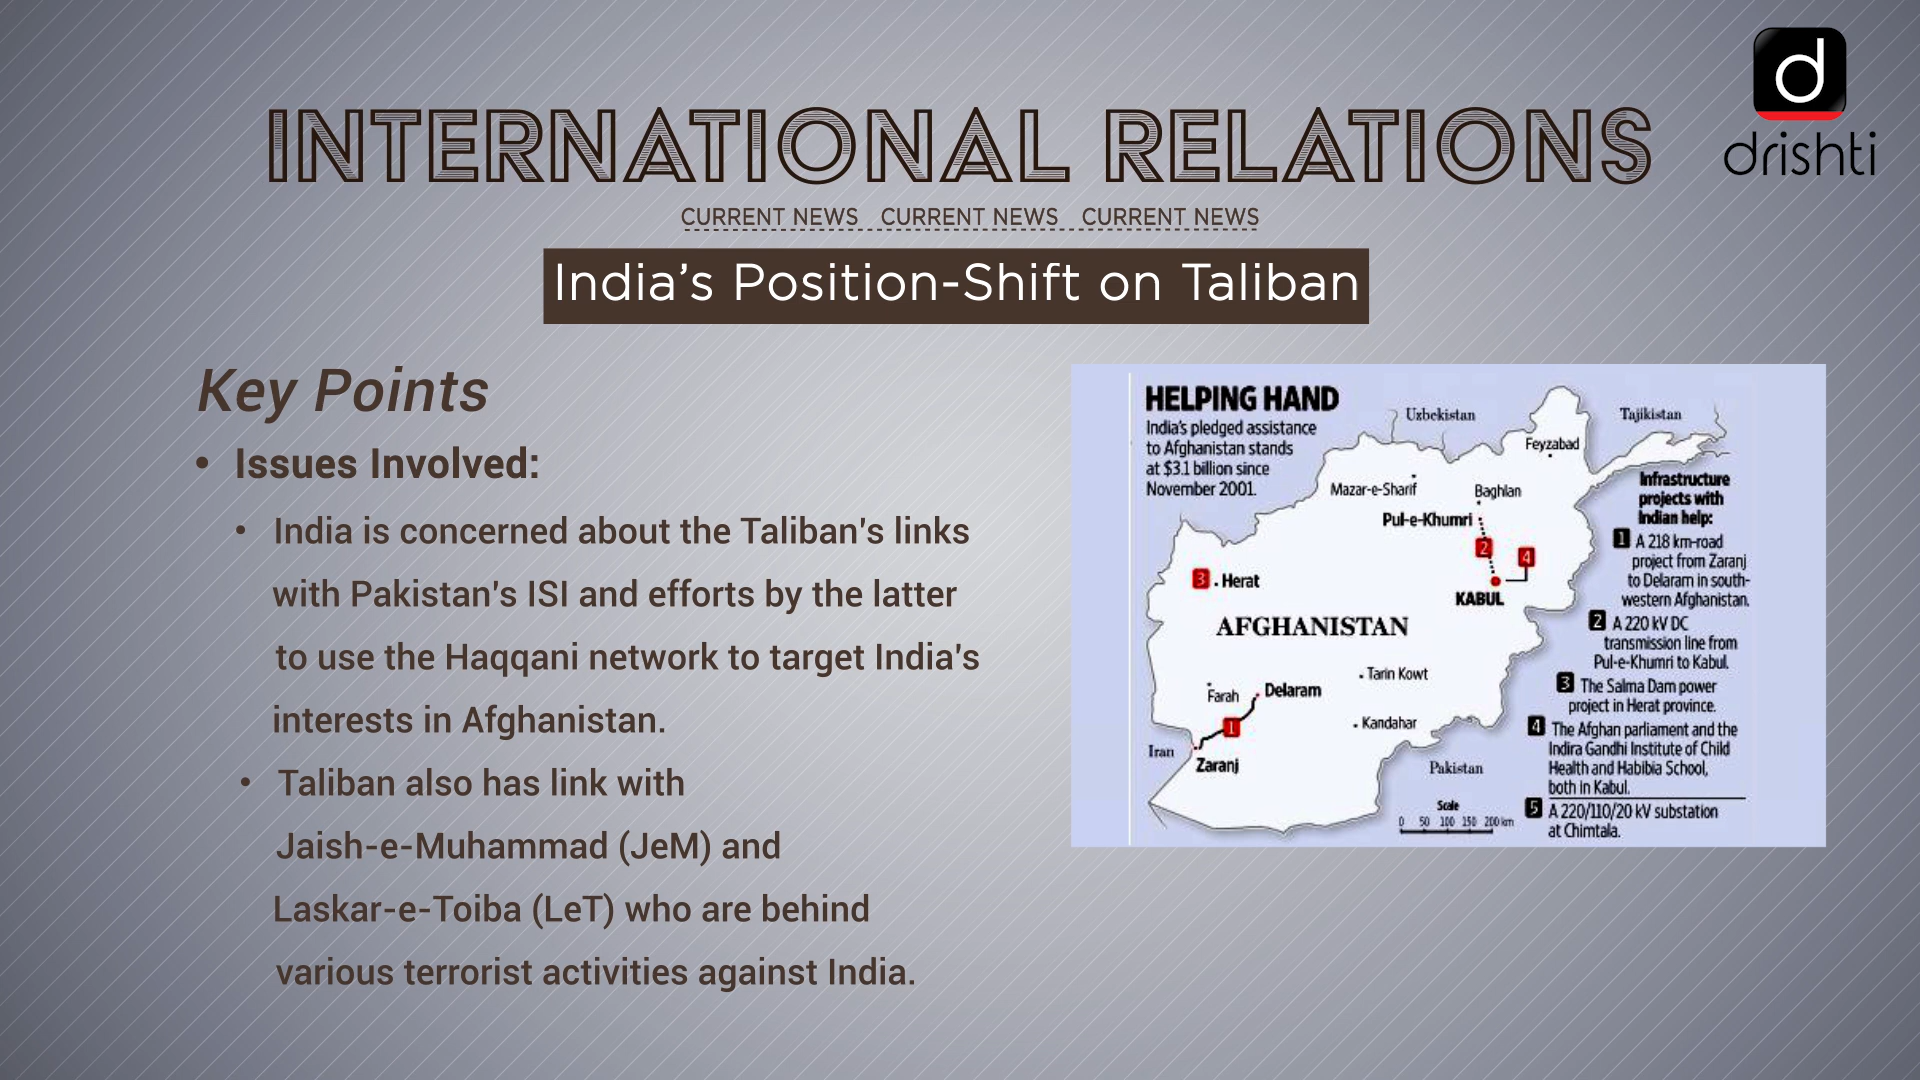 d
drishti
INTERNATIONAL RELATIONS
CURRENT NEWS CURRENT NEWS CURRENT NEWS
India’s Position-Shift on Taliban
Key Points
• Issues Involved:
• India is concerned about the Taliban's links
with Pakistan's ISI and efforts by the latter
to use the Haqqani network to target India's
interests in Afghanistan.
• Taliban also has link with
Jaish-e-Muhammad (JeM) and
Laskar-e-Toiba (LeT) who are behind
various terrorist activities against India.
HELPING HAND
India's pledged assistance
to Afghanistan stands
at $3.1 billion since
November 2001.
Uzbekistan
Tajikistan
Feyzabad
Mazar-e-Sharif
Baghlan
Pul-e-Khumri
2
4
3
Herat
KABUL
AFGHANISTAN
Tarin Kowt
Farah
Delaram
1
Kandahar
Iran
Zaranj
Pakistan
Scale
0 50 100 150 200 km
Infrastructure
projects with
Indian help:
1 A 218 km-road
project from Zaranj
to Delaram in south-
western Afghanistan.
2 A 220 kV DC
transmission line from
Pul-e-Khumri to Kabul.
3 The Salma Dam power
project in Herat province.
4 The Afghan parliament and the
Indira Gandhi Institute of Child
Health and Habibia School,
both in Kabul.
5 A 220/110/20 kV substation
at Chimtala.